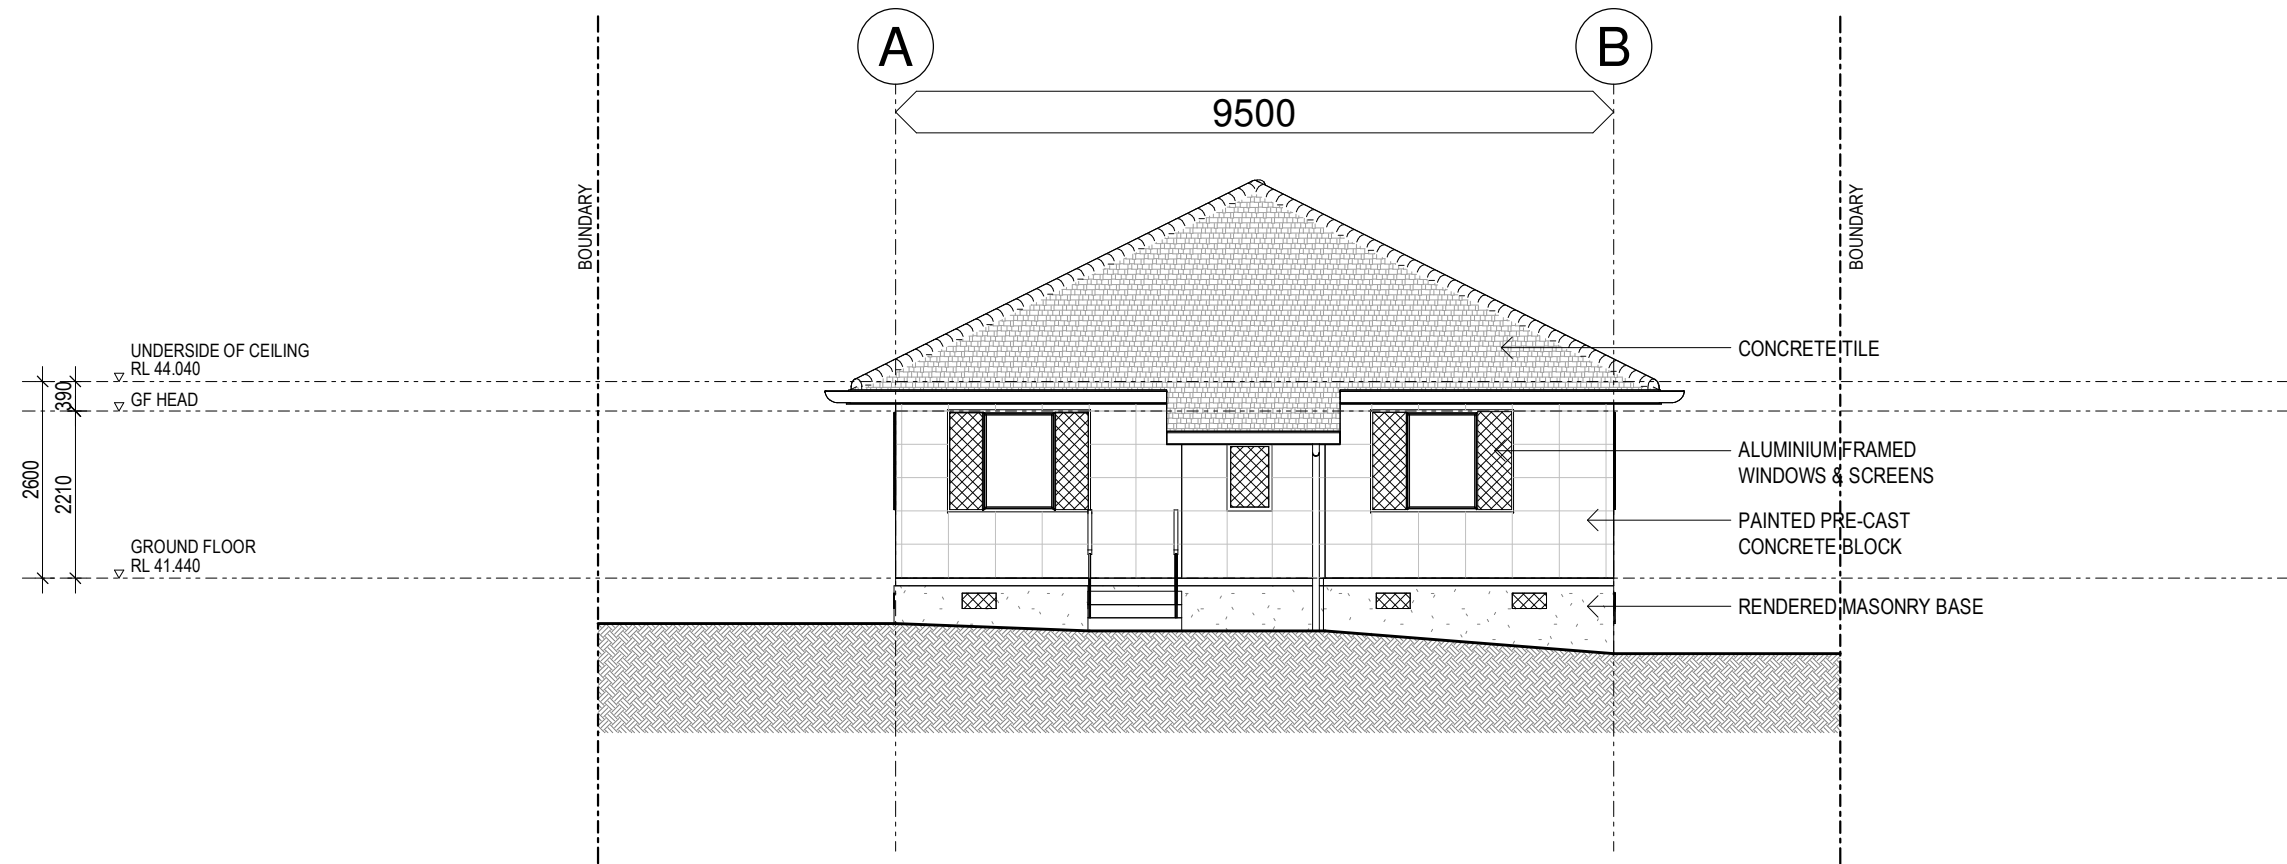 A
B
9500
BOUNDARY
BOUNDARY
UNDERSIDE OF CEILING
RL 44.040
GF HEAD
390
2600
2210
GROUND FLOOR
RL 41.440
CONCRETE TILE
ALUMINIUM FRAMED
WINDOWS & SCREENS
PAINTED PRE-CAST
CONCRETE BLOCK
RENDERED MASONRY BASE